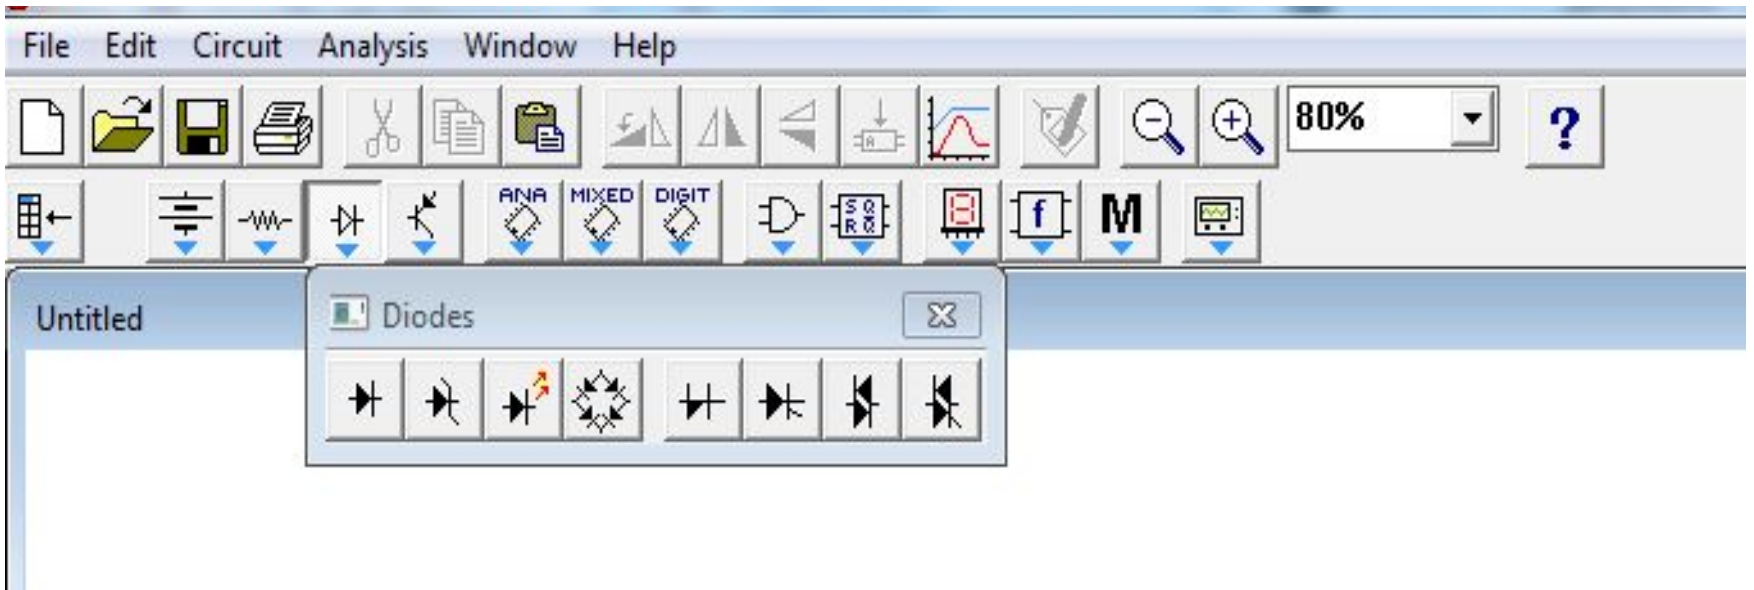 File Edit Circuit Analysis Window Help
80% ?
ANA MIXED DIGIT S Q R Q f M
Untitled
Diodes